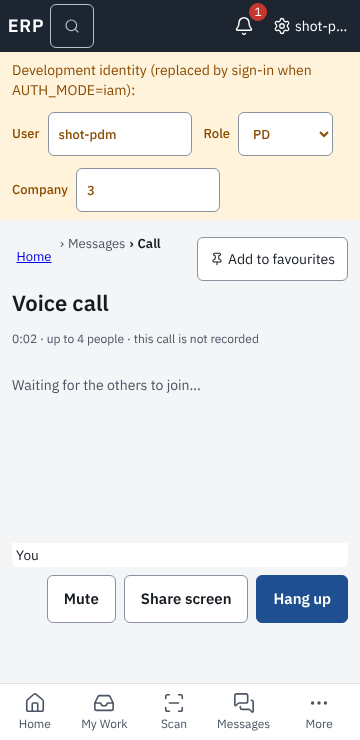 ERP
1
shot-p...
Development identity (replaced by sign-in when
AUTH_MODE=iam):
User shot-pdm Role PD
Company 3
Home › Messages › Call
Add to favourites
Voice call
0:02 · up to 4 people · this call is not recorded
Waiting for the others to join...
You
Mute Share screen Hang up
Home My Work Scan Messages More